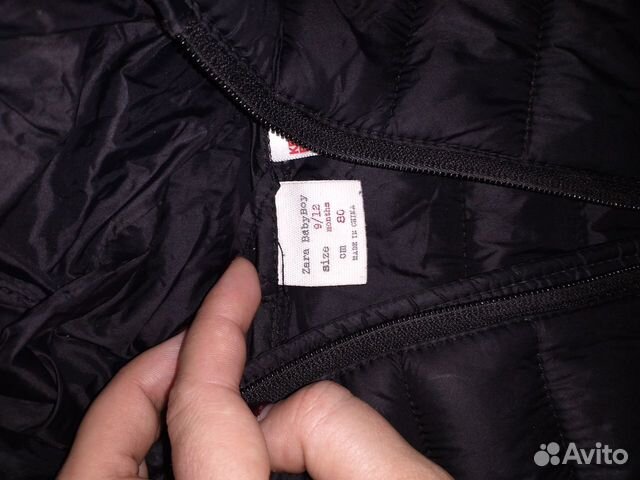 Zara BabyBoy
9/12
size months
cm 80
MADE IN CHINA
Avito